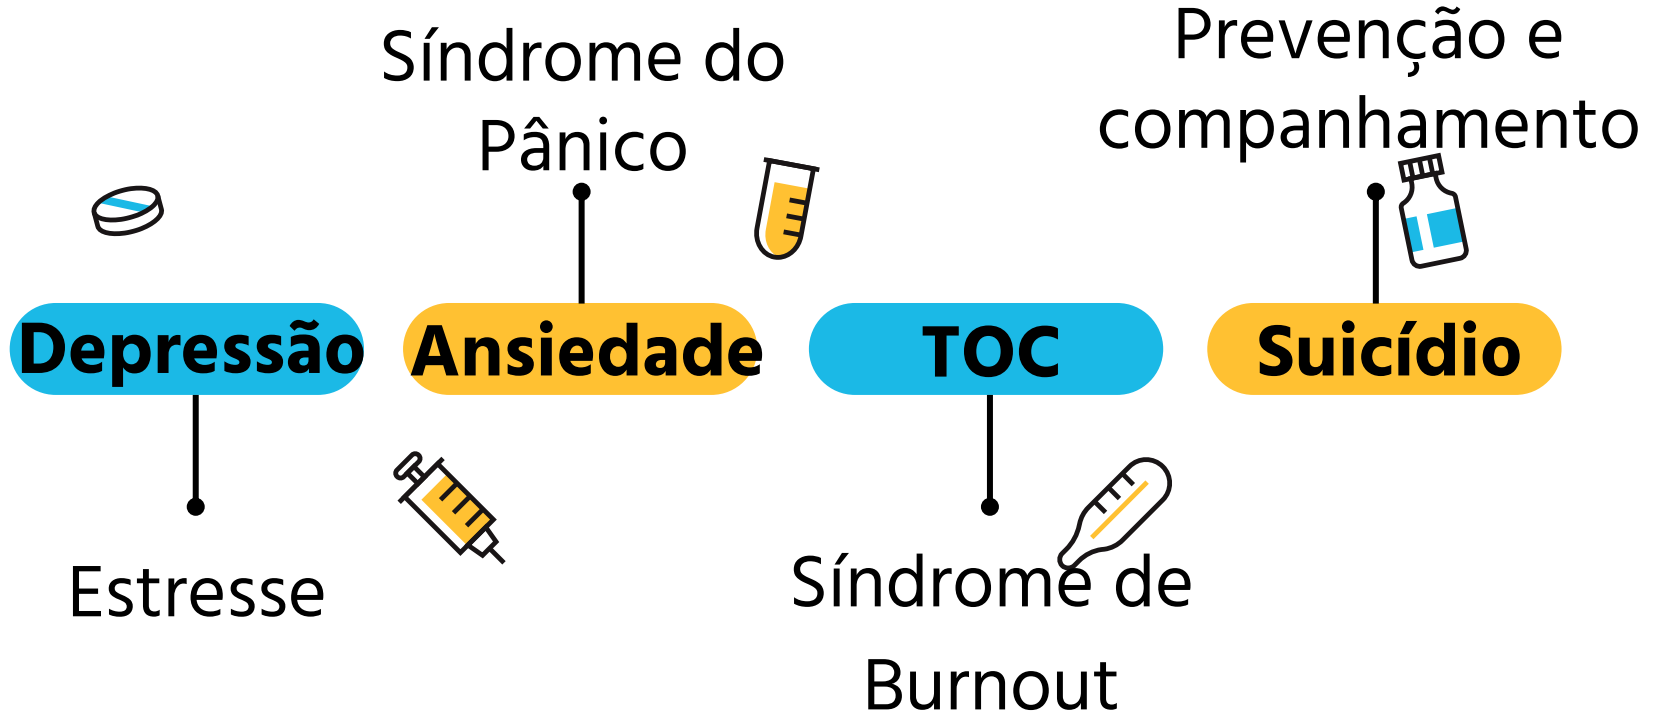 Síndrome do
Pânico
Prevenção e
companhamento
Depressão
Ansiedade
TOC
Suicídio
Estresse
Síndrome de
Burnout